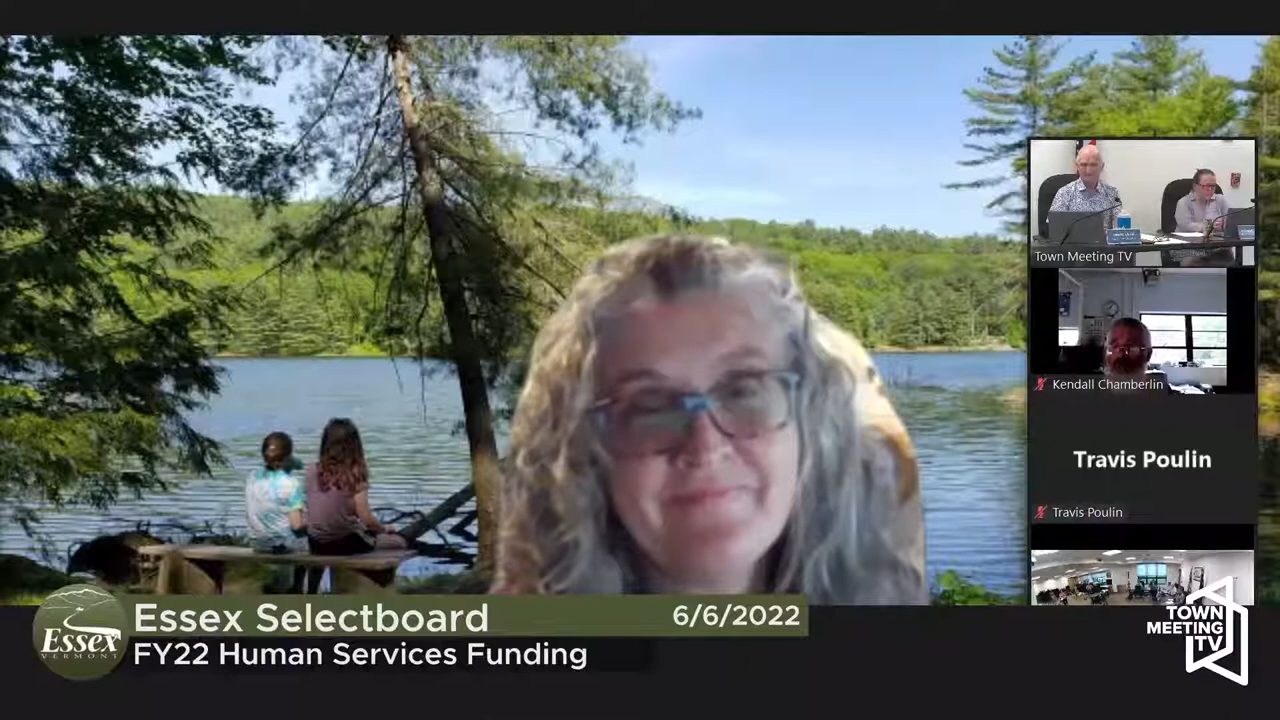 Town Meeting TV
Kendall Chamberlin
Travis Poulin
Travis Poulin
Essex
VERMONT
Essex Selectboard
6/6/2022
FY22 Human Services Funding
TOWN
MEETING
TV